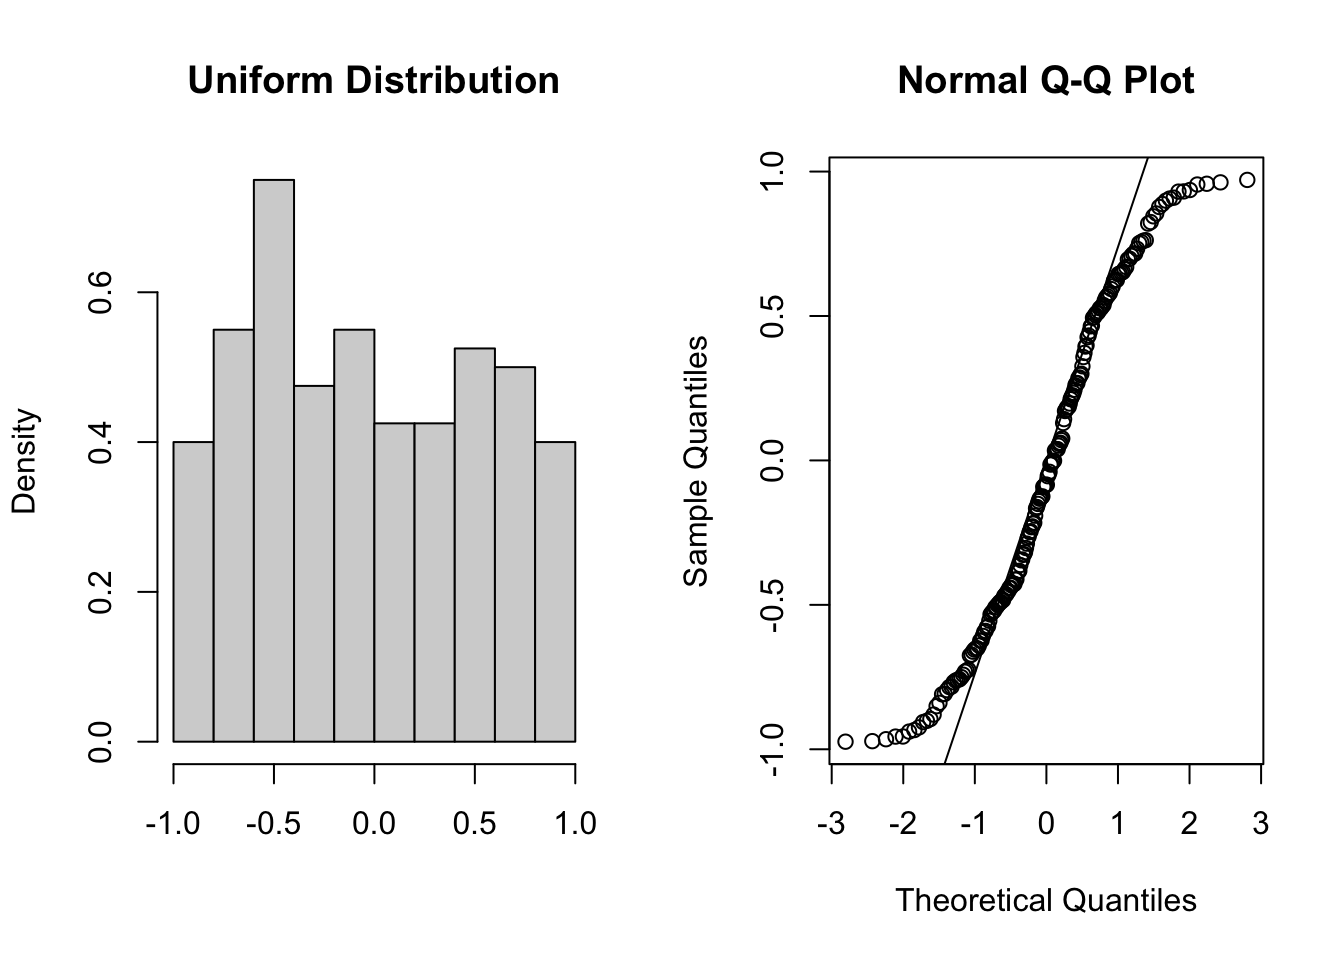 Uniform Distribution
Density
0.0
0.2
0.4
0.6
-1.0 -0.5 0.0 0.5 1.0
Normal Q-Q Plot
Sample Quantiles
-1.0
-0.5
0.0
0.5
1.0
-3 -2 -1 0 1 2 3
Theoretical Quantiles